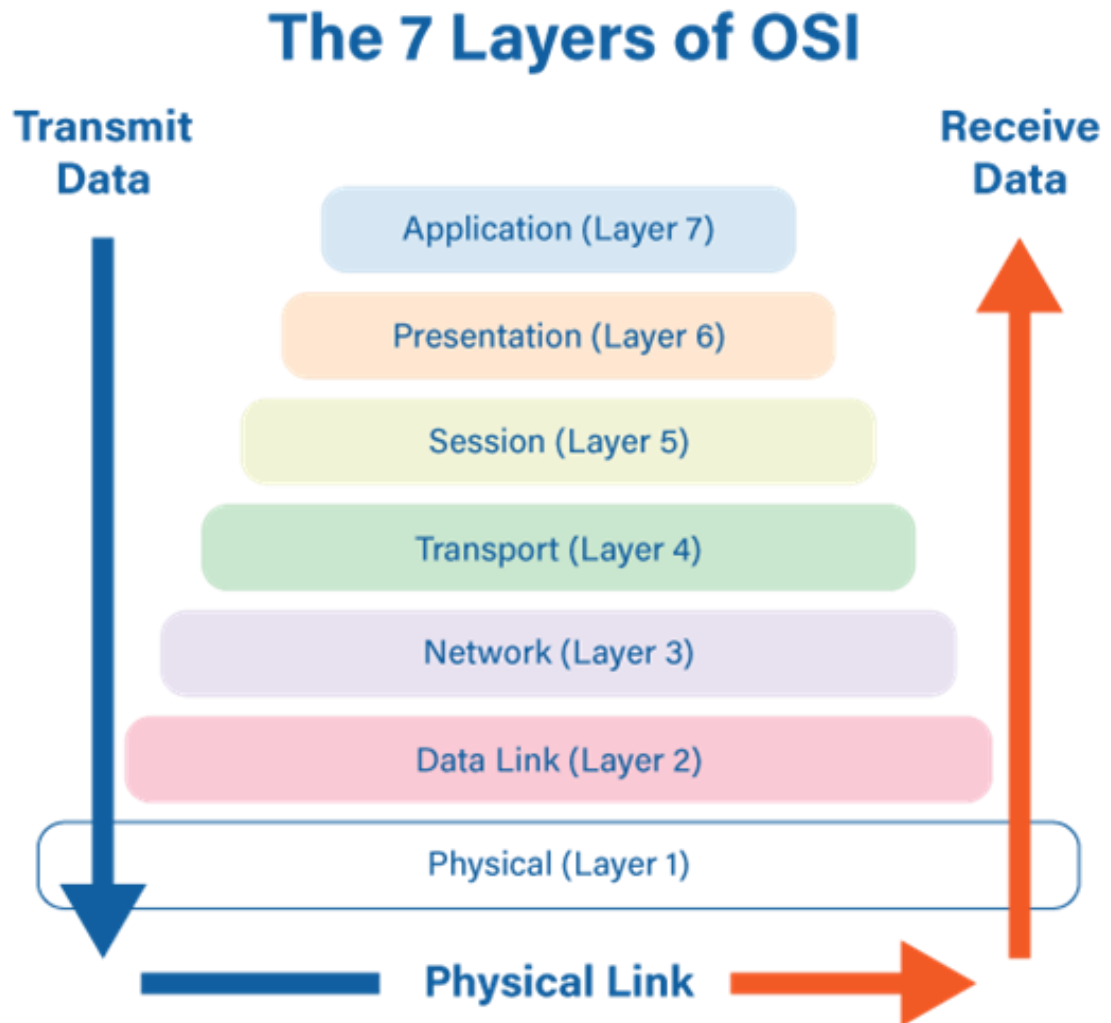 The 7 Layers of OSI
Transmit
Data
Receive
Data
Application (Layer 7)
Presentation (Layer 6)
Session (Layer 5)
Transport (Layer 4)
Network (Layer 3)
Data Link (Layer 2)
Physical (Layer 1)
Physical Link